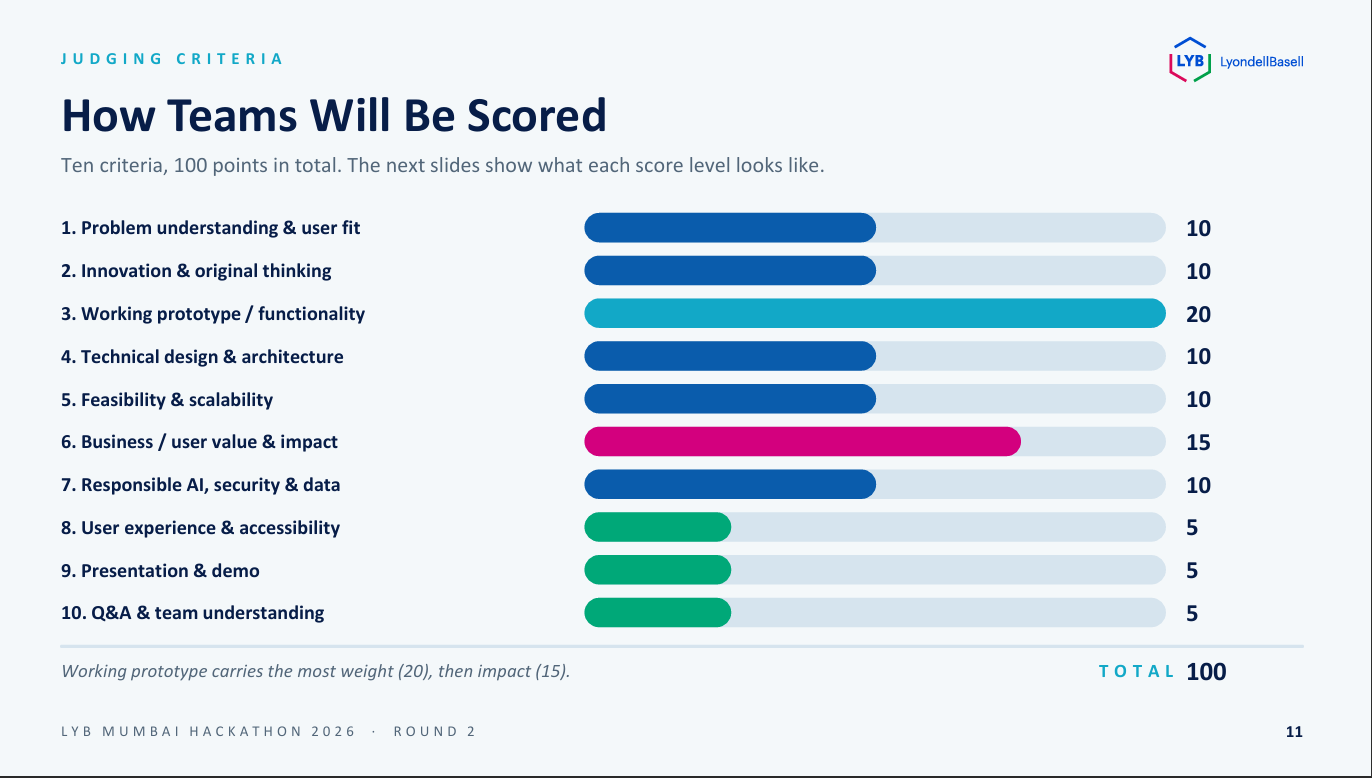 JUDGING CRITERIA
LYB LyondellBasell
How Teams Will Be Scored
Ten criteria, 100 points in total. The next slides show what each score level looks like.
1. Problem understanding & user fit 10
2. Innovation & original thinking 10
3. Working prototype / functionality 20
4. Technical design & architecture 10
5. Feasibility & scalability 10
6. Business / user value & impact 15
7. Responsible AI, security & data 10
8. User experience & accessibility 5
9. Presentation & demo 5
10. Q&A & team understanding 5
Working prototype carries the most weight (20), then impact (15). TOTAL 100
LYB MUMBAI HACKATHON 2026 · ROUND 2 11